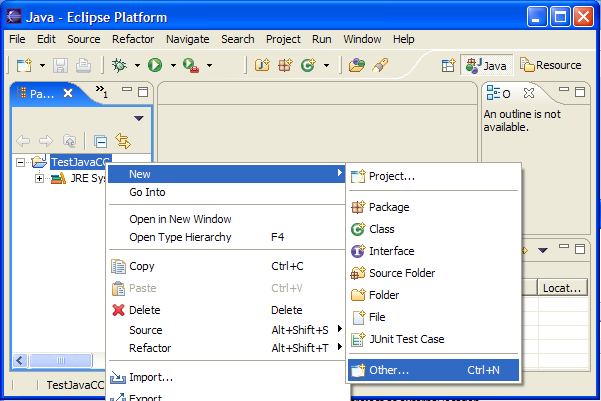 Java - Eclipse Platform
File Edit Source Refactor Navigate Search Project Run Window Help
Java Resource
Pa... »1
O
An outline is not
available.
TestJavaCC
JRE Sys
New
Go Into
Open in New Window
Open Type Hierarchy F4
Copy Ctrl+C
Paste Ctrl+V
Delete Delete
Source Alt+Shift+S
Refactor Alt+Shift+T
Import...
Export
Project...
Package
Class
Interface
Source Folder
Folder
File
JUnit Test Case
Other... Ctrl+N
Locat...
TestJavaCC